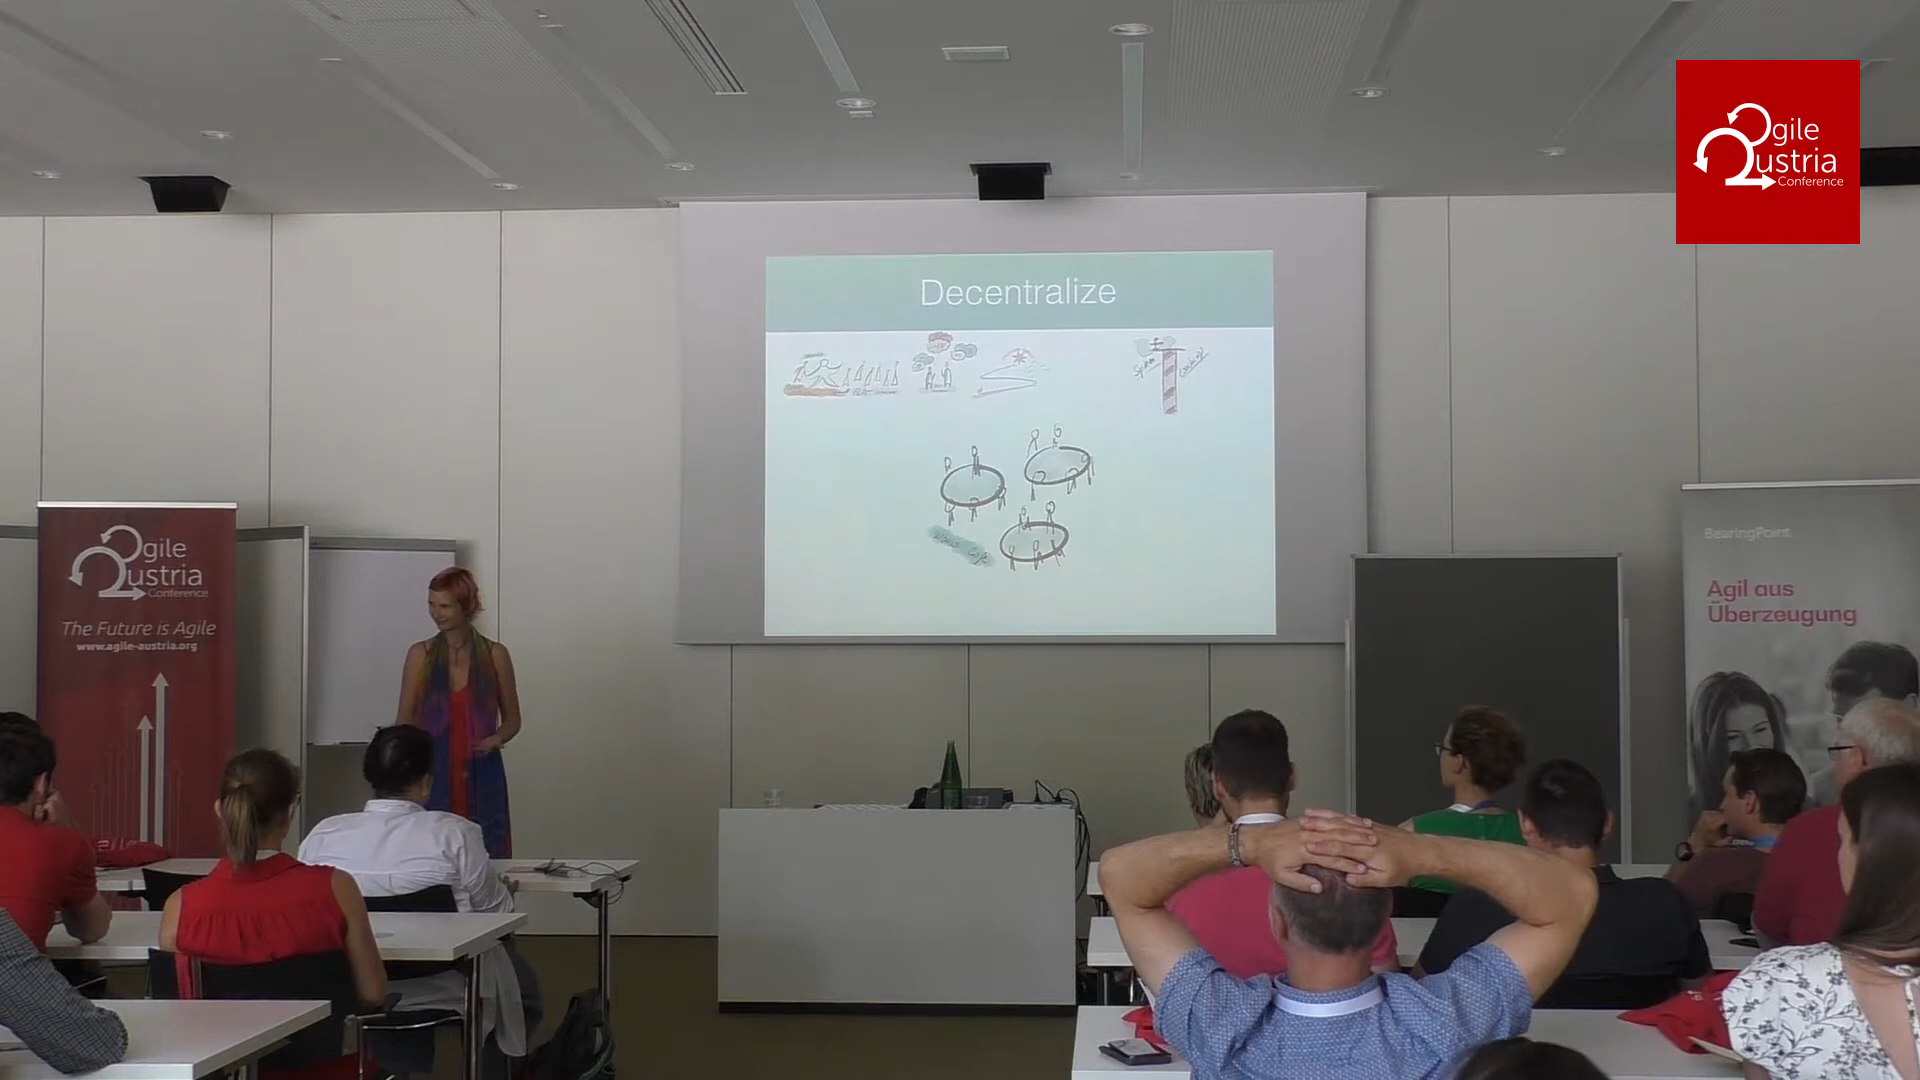 Agile
Austria
Conference
Decentralize
Agile
Austria
Conference
The Future is Agile
www.agile-austria.org
BearingPoint
Agil aus
Überzeugung